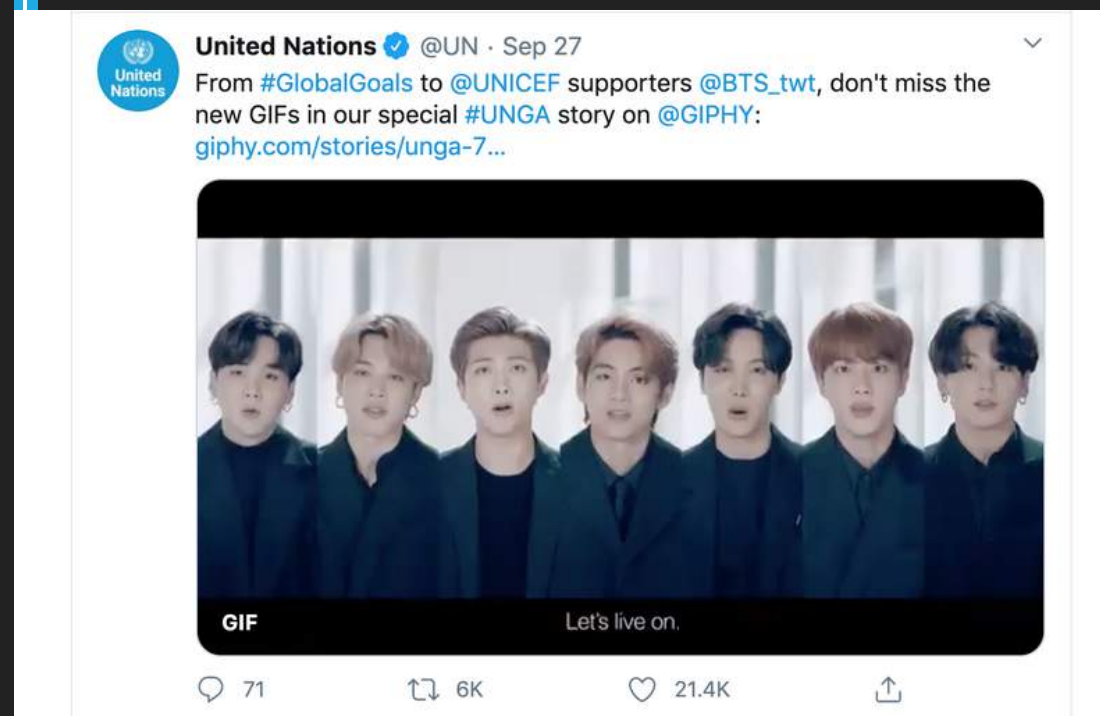 United Nations @UN · Sep 27
United
Nations
From #GlobalGoals to @UNICEF supporters @BTS_twt, don't miss the
new GIFs in our special #UNGA story on @GIPHY:
giphy.com/stories/unga-7...
GIF
Let's live on.
71
6K
21.4K